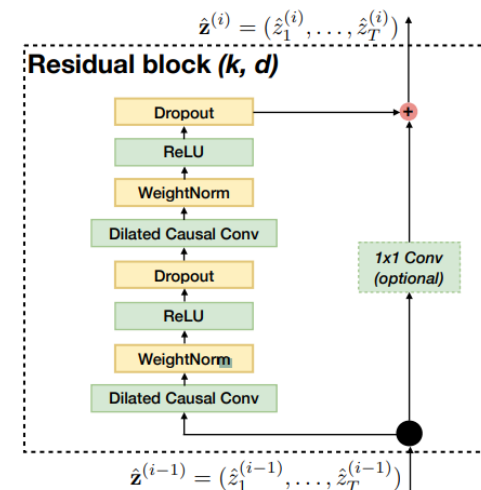 ẑ^(i) = (ẑ_1^(i), . . . , ẑ_T^(i))
Residual block (k, d)
Dropout
+
ReLU
WeightNorm
Dilated Causal Conv
1x1 Conv
(optional)
Dropout
ReLU
WeightNorm
Dilated Causal Conv
ẑ^(i−1) = (ẑ_1^(i−1), . . . , ẑ_T^(i−1))